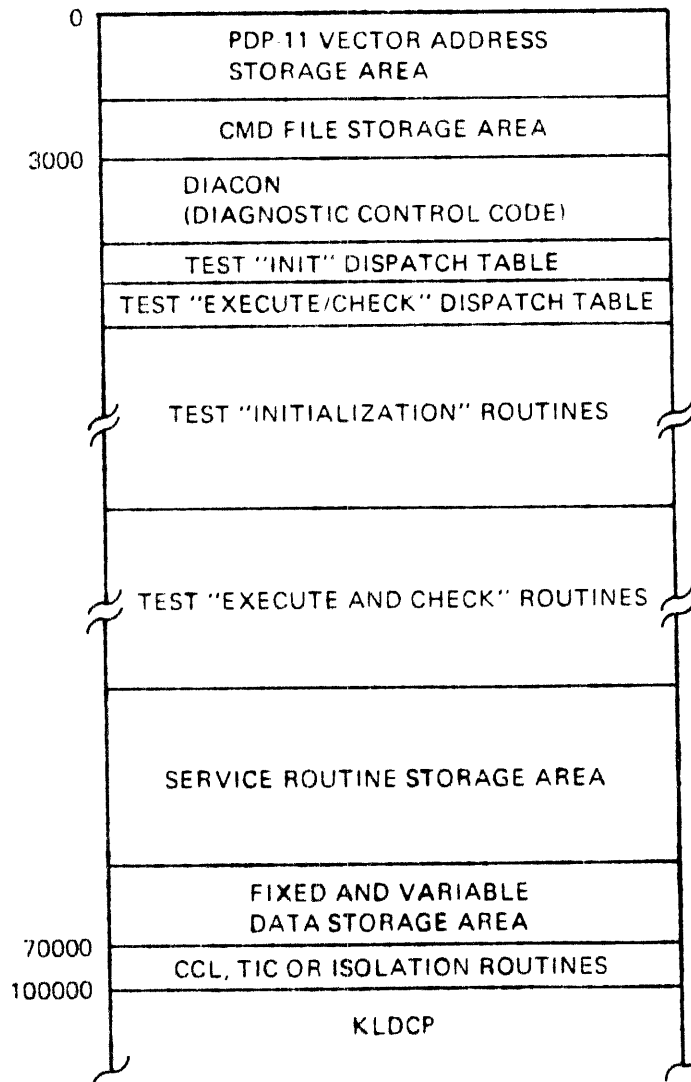 0
PDP-11 VECTOR ADDRESS
STORAGE AREA
CMD FILE STORAGE AREA
3000
DIACON
(DIAGNOSTIC CONTROL CODE)
TEST "INIT" DISPATCH TABLE
TEST "EXECUTE/CHECK" DISPATCH TABLE
TEST "INITIALIZATION" ROUTINES
TEST "EXECUTE AND CHECK" ROUTINES
SERVICE ROUTINE STORAGE AREA
FIXED AND VARIABLE
DATA STORAGE AREA
70000
CCL, TIC OR ISOLATION ROUTINES
100000
KLDCP